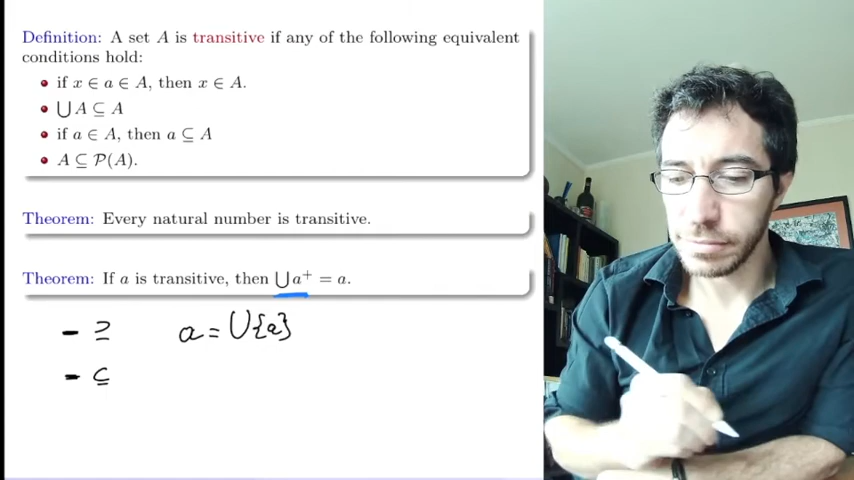 Definition: A set A is transitive if any of the following equivalent
conditions hold:
• if x ∈ a ∈ A, then x ∈ A.
• ⋃ A ⊆ A
• if a ∈ A, then a ⊆ A
• A ⊆ P(A).
Theorem: Every natural number is transitive.
Theorem: If a is transitive, then ⋃ a⁺ = a.
- ⊇ a = ⋃{a}
- ⊆